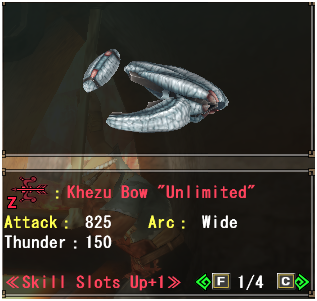 Z : Khezu Bow "Unlimited"
Attack : 825 Arc : Wide
Thunder : 150
≪Skill Slots Up+1≫ F 1/4 C